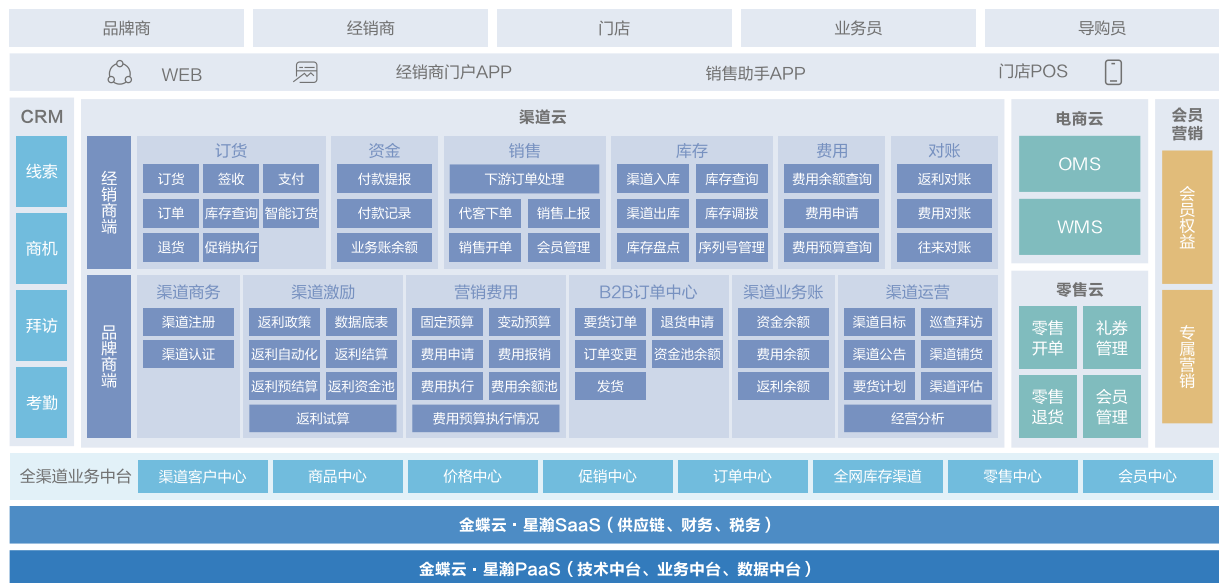 品牌商
经销商
门店
业务员
导购员
WEB
经销商门户APP
销售助手APP
门店POS
CRM
线索
商机
拜访
考勤
渠道云
经销商端
订货
订货 签收 支付
订单 库存查询 智能订货
退货 促销执行
资金
付款提报
付款记录
业务账余额
销售
下游订单处理
代客下单 销售上报
销售开单 会员管理
库存
渠道入库 库存查询
渠道出库 库存调拨
库存盘点 序列号管理
费用
费用余额查询
费用申请
费用预算查询
对账
返利对账
费用对账
往来对账
品牌商端
渠道商务
渠道注册
渠道认证
渠道激励
返利政策 数据底表
返利自动化 返利结算
返利预结算 返利资金池
返利试算
营销费用
固定预算 变动预算
费用申请 费用报销
费用执行 费用余额池
费用预算执行情况
B2B订单中心
要货订单 退货申请
订单变更 资金池余额
发货
渠道业务账
资金余额
费用余额
返利余额
渠道运营
渠道目标 巡查拜访
渠道公告 渠道铺货
要货计划 渠道评估
经营分析
电商云
OMS
WMS
零售云
零售
开单
礼券
管理
零售
退货
会员
管理
会员
营销
会员权益
专属营销
全渠道业务中台
渠道客户中心
商品中心
价格中心
促销中心
订单中心
全网库存渠道
零售中心
会员中心
金蝶云·星瀚SaaS（供应链、财务、税务）
金蝶云·星瀚PaaS（技术中台、业务中台、数据中台）